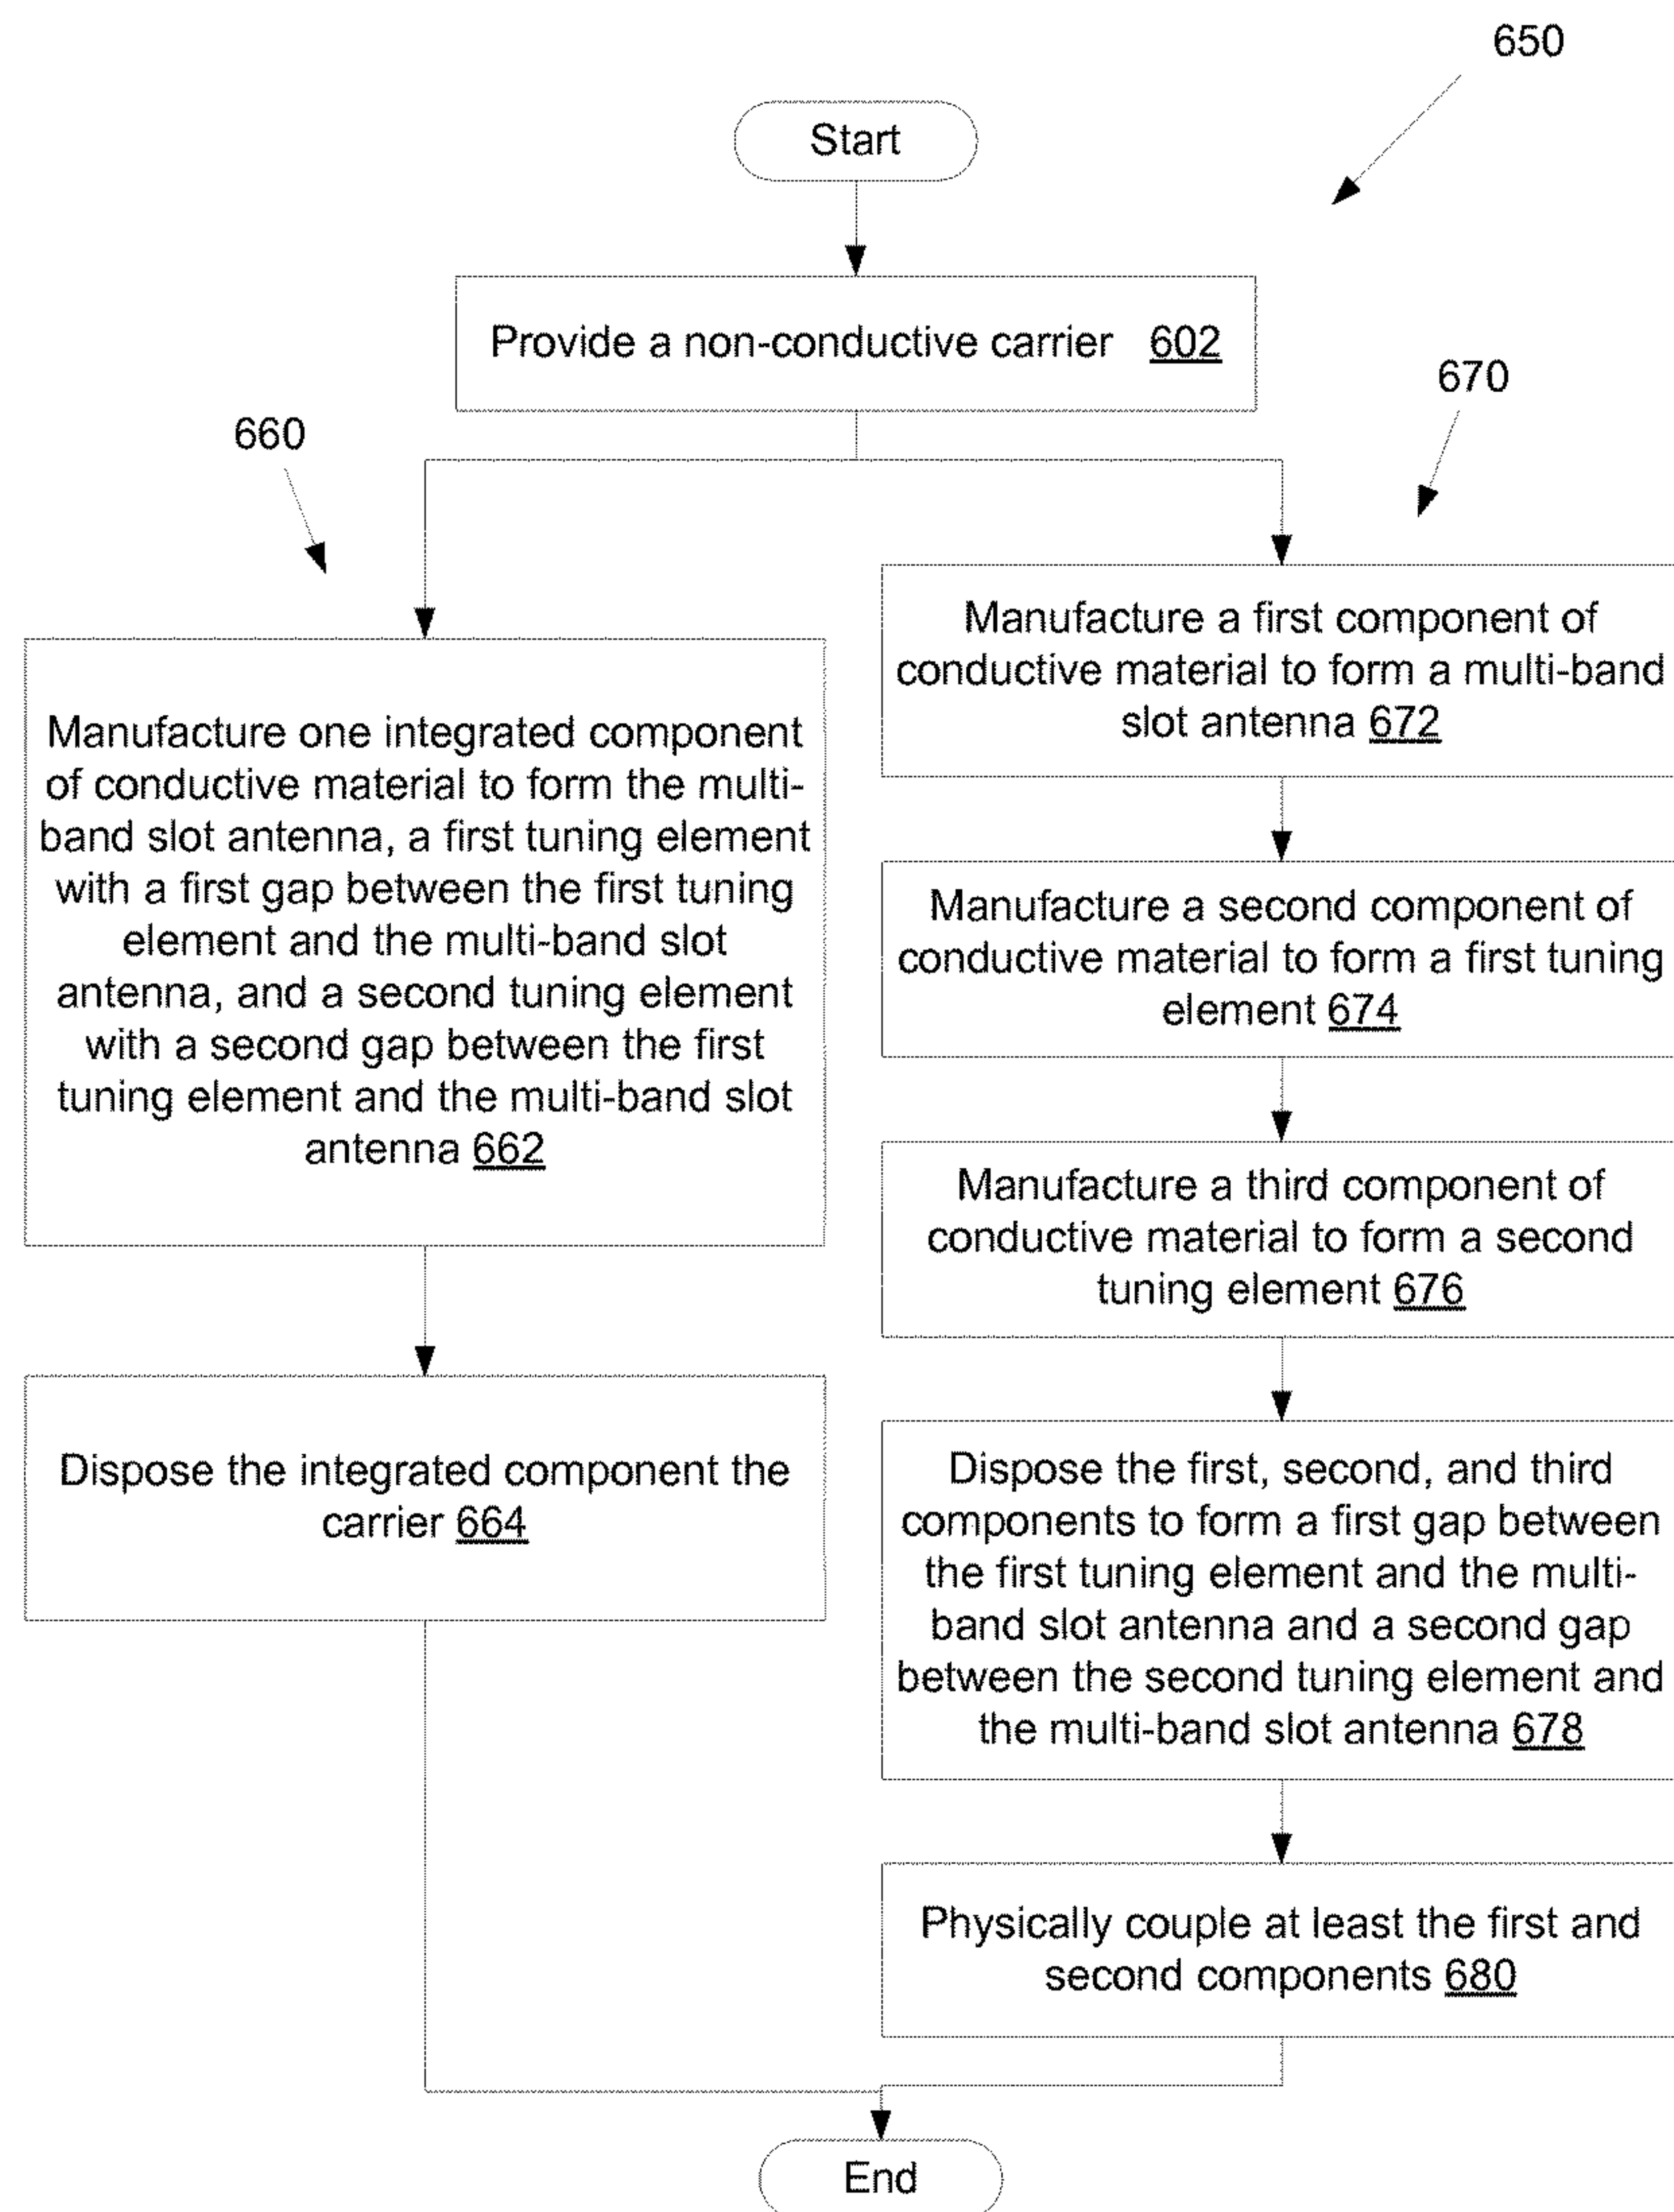 650
Start
Provide a non-conductive carrier 602
660
670
Manufacture one integrated component
of conductive material to form the multi-
band slot antenna, a first tuning element
with a first gap between the first tuning
element and the multi-band slot
antenna, and a second tuning element
with a second gap between the first
tuning element and the multi-band slot
antenna 662
Dispose the integrated component the
carrier 664
Manufacture a first component of
conductive material to form a multi-band
slot antenna 672
Manufacture a second component of
conductive material to form a first tuning
element 674
Manufacture a third component of
conductive material to form a second
tuning element 676
Dispose the first, second, and third
components to form a first gap between
the first tuning element and the multi-
band slot antenna and a second gap
between the second tuning element and
the multi-band slot antenna 678
Physically couple at least the first and
second components 680
End